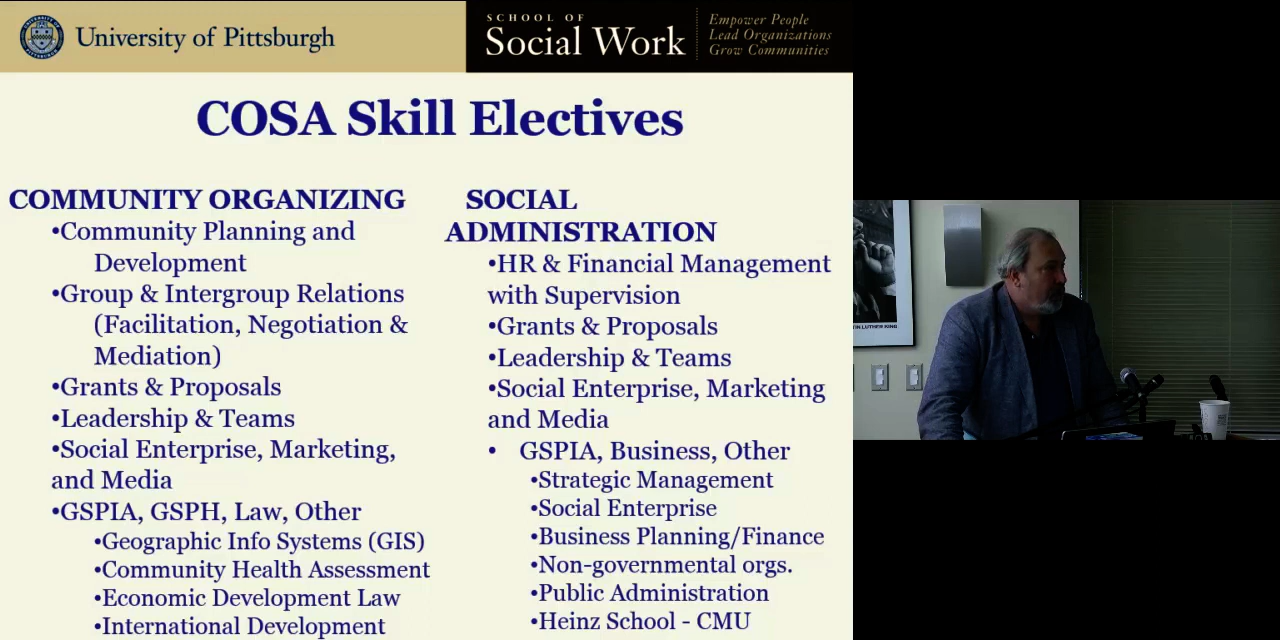 University of Pittsburgh
SCHOOL OF
Social Work
Empower People
Lead Organizations
Grow Communities
COSA Skill Electives
COMMUNITY ORGANIZING
•Community Planning and
Development
•Group & Intergroup Relations
(Facilitation, Negotiation &
Mediation)
•Grants & Proposals
•Leadership & Teams
•Social Enterprise, Marketing,
and Media
•GSPIA, GSPH, Law, Other
•Geographic Info Systems (GIS)
•Community Health Assessment
•Economic Development Law
•International Development
SOCIAL
ADMINISTRATION
•HR & Financial Management
with Supervision
•Grants & Proposals
•Leadership & Teams
•Social Enterprise, Marketing
and Media
• GSPIA, Business, Other
•Strategic Management
•Social Enterprise
•Business Planning/Finance
•Non-governmental orgs.
•Public Administration
•Heinz School - CMU
LUTHER KING